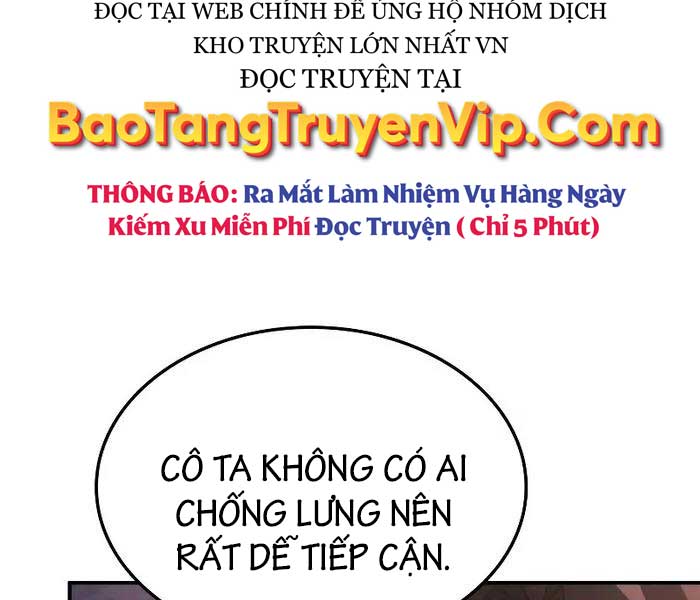 ĐỌC TẠI WEB CHÍNH ĐỂ ỦNG HỘ NHÓM DỊCH
KHO TRUYỆN LỚN NHẤT VN
ĐỌC TRUYỆN TẠI
BaoTangTruyenVip.Com
THÔNG BÁO: Ra Mắt Làm Nhiệm Vụ Hàng Ngày
Kiếm Xu Miễn Phí Đọc Truyện ( Chỉ 5 Phút)
CÔ TA KHÔNG CÓ AI
CHỐNG LƯNG NÊN
RẤT DỄ TIẾP CẬN.